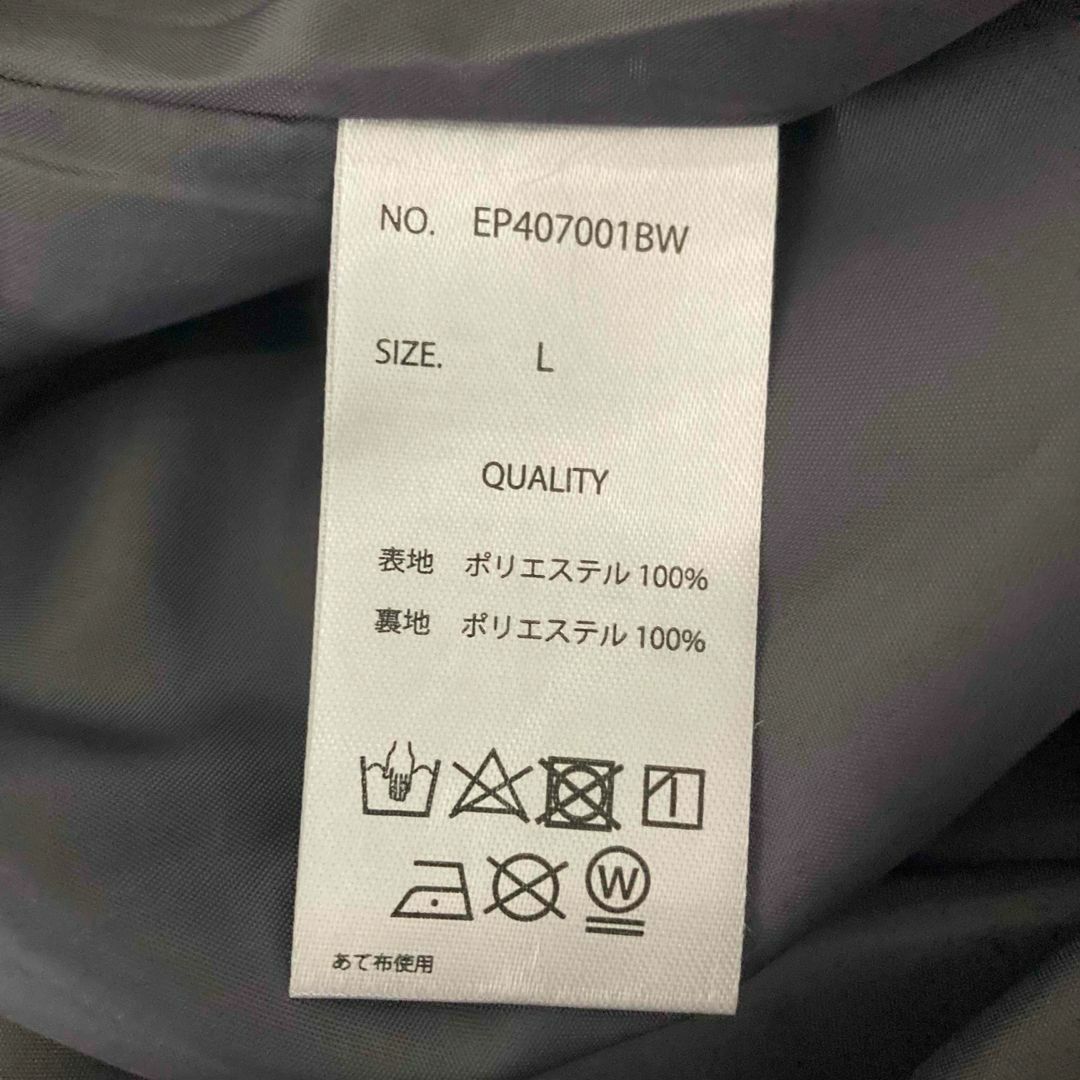 NO. EP407001BW
SIZE. L
QUALITY
表地 ポリエステル 100%
裏地 ポリエステル 100%
W
あて布使用